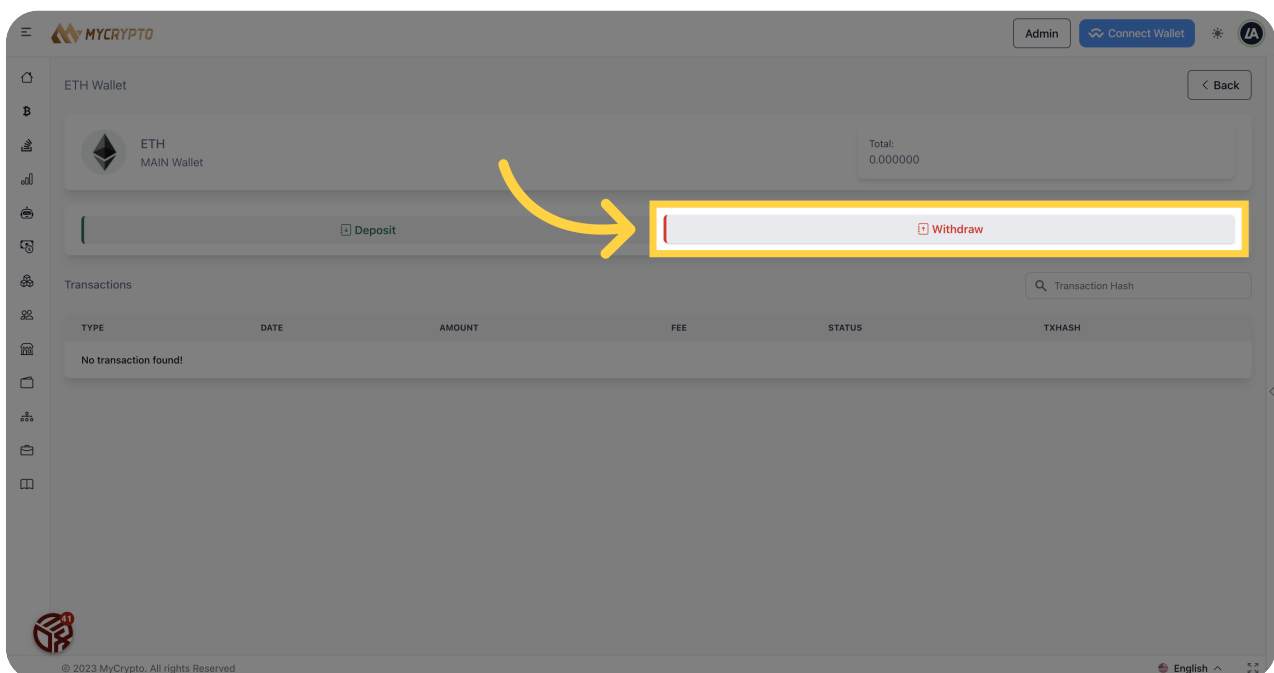 MYCRYPTO
Admin
Connect Wallet
ETH Wallet
< Back
ETH
MAIN Wallet
Total:
0.000000
Deposit
Withdraw
Transactions
Transaction Hash
TYPE DATE AMOUNT FEE STATUS TXHASH
No transaction found!
41
© 2023 MyCrypto. All rights Reserved
English